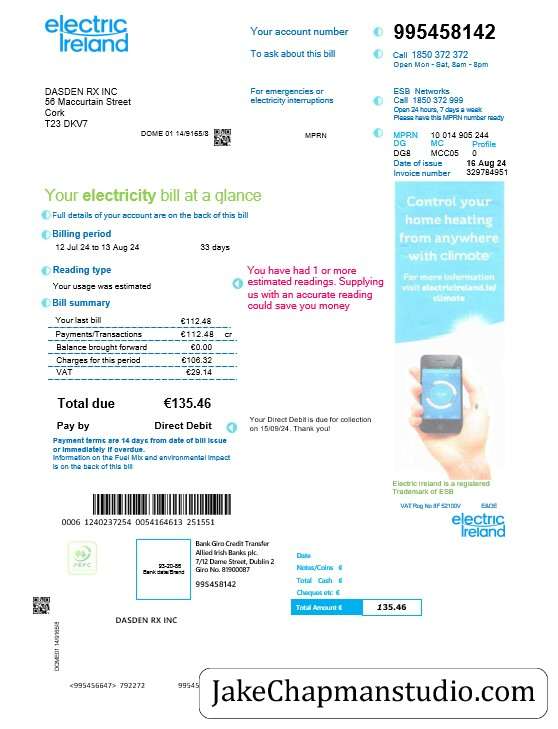 electric
Ireland
Your account number 995458142
To ask about this bill Call 1850 372 372
Open Mon - Sat, 8am - 8pm
DASDEN RX INC
56 Maccurtain Street
Cork
T23 DKV7
For emergencies or
electricity interruptions
ESB Networks
Call 1850 372 999
Open 24 hours, 7 days a week
Please have this MPRN number ready
DOME 01 14/9165/8
MPRN
MPRN 10 014 905 244
DG MC Profile
DG8 MCC05 0
Date of issue 16 Aug 24
Invoice number 329784951
Your electricity bill at a glance
Full details of your account are on the back of this bill
Billing period
12 Jul 24 to 13 Aug 24 33 days
Reading type
Your usage was estimated
You have had 1 or more
estimated readings. Supplying
us with an accurate reading
could save you money
Bill summary
Your last bill €112.48
Payments/Transactions €112.48 cr
Balance brought forward €0.00
Charges for this period €106.32
VAT €29.14
Total due €135.46
Pay by Direct Debit
Your Direct Debit is due for collection
on 15/09/24. Thank you!
Payment terms are 14 days from date of bill issue
or immediately if overdue.
Information on the Fuel Mix and environmental impact
is on the back of this bill
Control your
home heating
from anywhere
with climote
For more information
visit electricireland.ie/
climote
Electric Ireland is a registered
Trademark of ESB
VAT Reg No IIF 52100V E&OE
electric
Ireland
0006 1240237254 0054164613 251551
FEFC
93-20-86
Bank date/Brand
Bank Giro Credit Transfer
Allied Irish Banks plc.
7/12 Dame Street, Dublin 2
Giro No. 81900087
995458142
Date
Notes/Coins €
Total Cash €
Cheques etc €
Total Amount € 135.46
DASDEN RX INC
DOME01 14/9165/8
<995456647> 792272 9945
JakeChapmanstudio.com